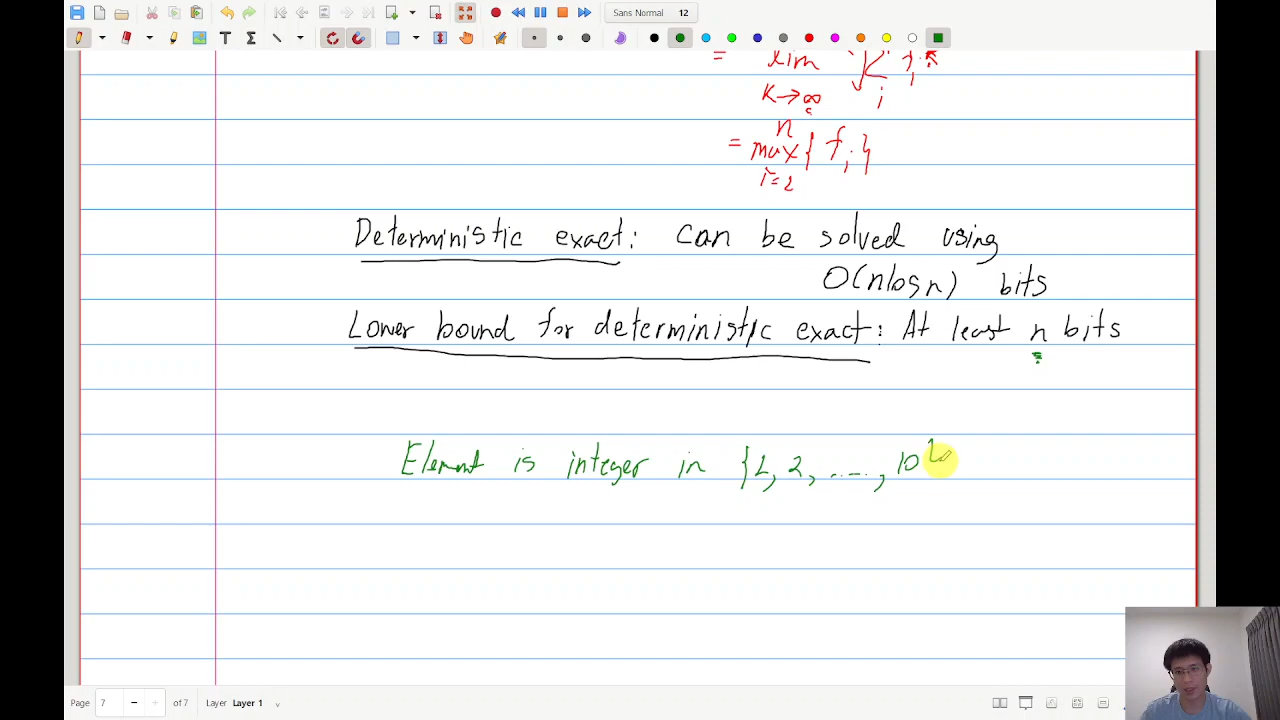 Sans Normal 12
= lim
K→∞ i
n
= max { f_i }
i=2
Deterministic exact: can be solved using
O(n log n) bits
Lower bound for deterministic exact: At least n bits
Element is integer in {1, 2, ....., 10
Page 7 of 7 Layer Layer 1